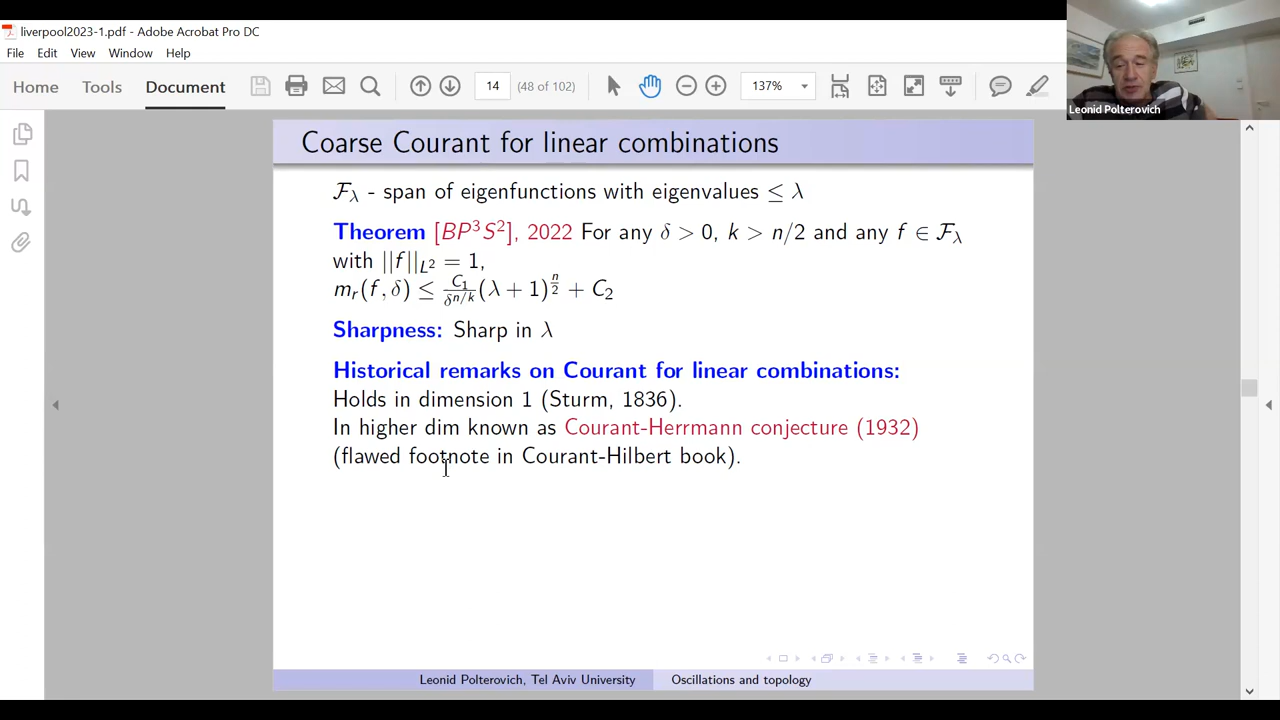 liverpool2023-1.pdf - Adobe Acrobat Pro DC
File Edit View Window Help
Home Tools Document 14 (48 of 102) 137%
Leonid Polterovich
Coarse Courant for linear combinations
𝓕_λ - span of eigenfunctions with eigenvalues ≤ λ
Theorem [BP³S²], 2022 For any δ > 0, k > n/2 and any f ∈ 𝓕_λ
with ||f||_{L²} = 1,
m_r(f, δ) ≤ C₁/δ^{n/k} (λ + 1)^{n/2} + C₂
Sharpness: Sharp in λ
Historical remarks on Courant for linear combinations:
Holds in dimension 1 (Sturm, 1836).
In higher dim known as Courant-Herrmann conjecture (1932)
(flawed footnote in Courant-Hilbert book).
Leonid Polterovich, Tel Aviv University Oscillations and topology